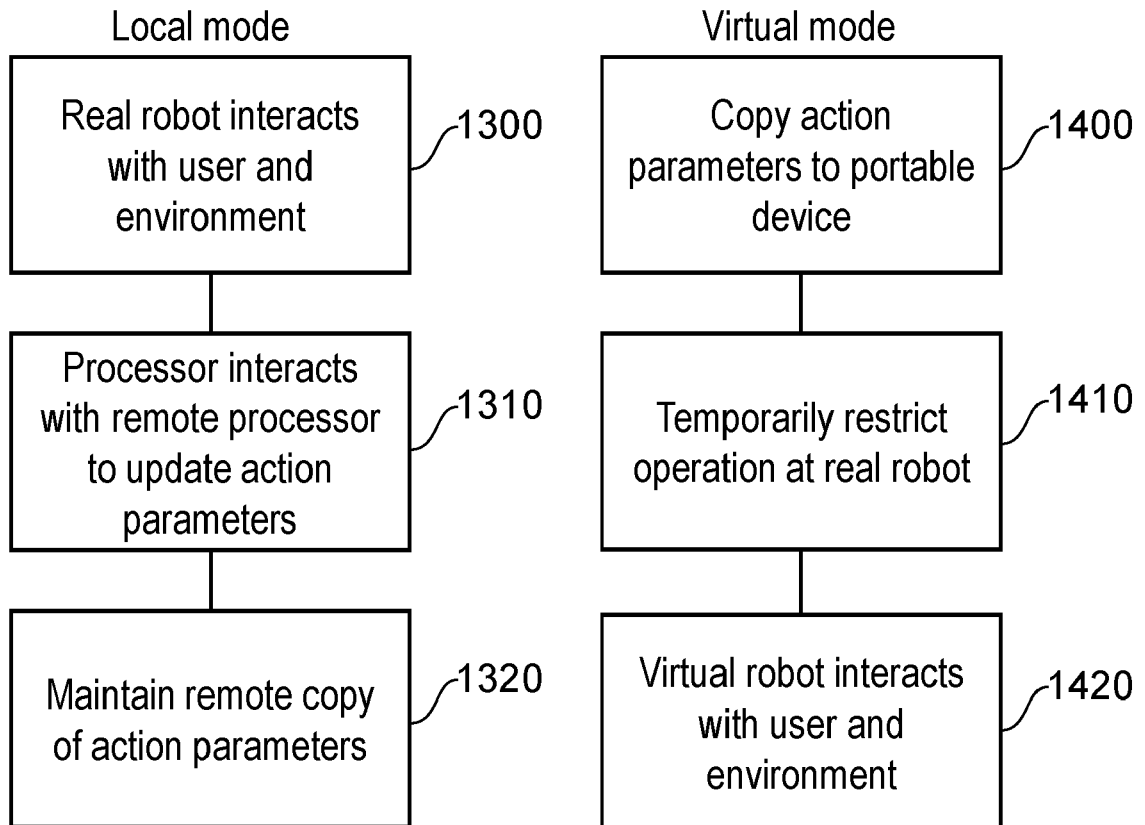 Local mode
Real robot interacts
with user and
environment
1300
Processor interacts
with remote processor
to update action
parameters
1310
Maintain remote copy
of action parameters
1320
Virtual mode
Copy action
parameters to portable
device
1400
Temporarily restrict
operation at real robot
1410
Virtual robot interacts
with user and
environment
1420